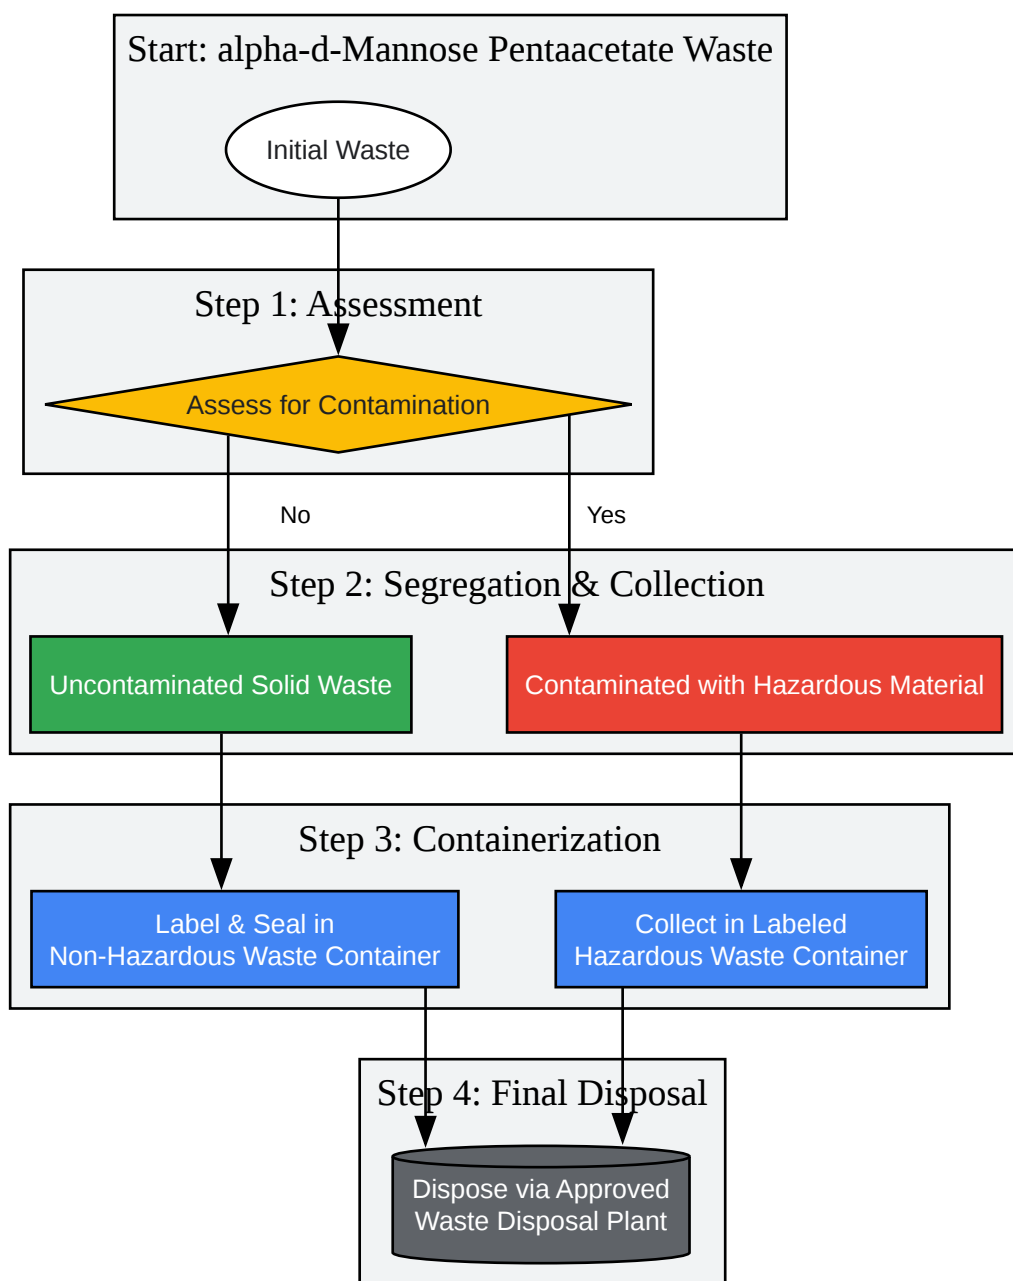 Start: alpha-d-Mannose Pentaacetate Waste
Initial Waste
Step 1: Assessment
Assess for Contamination
No
Yes
Step 2: Segregation & Collection
Uncontaminated Solid Waste
Contaminated with Hazardous Material
Step 3: Containerization
Label & Seal in
Non-Hazardous Waste Container
Collect in Labeled
Hazardous Waste Container
Step 4: Final Disposal
Dispose via Approved
Waste Disposal Plant